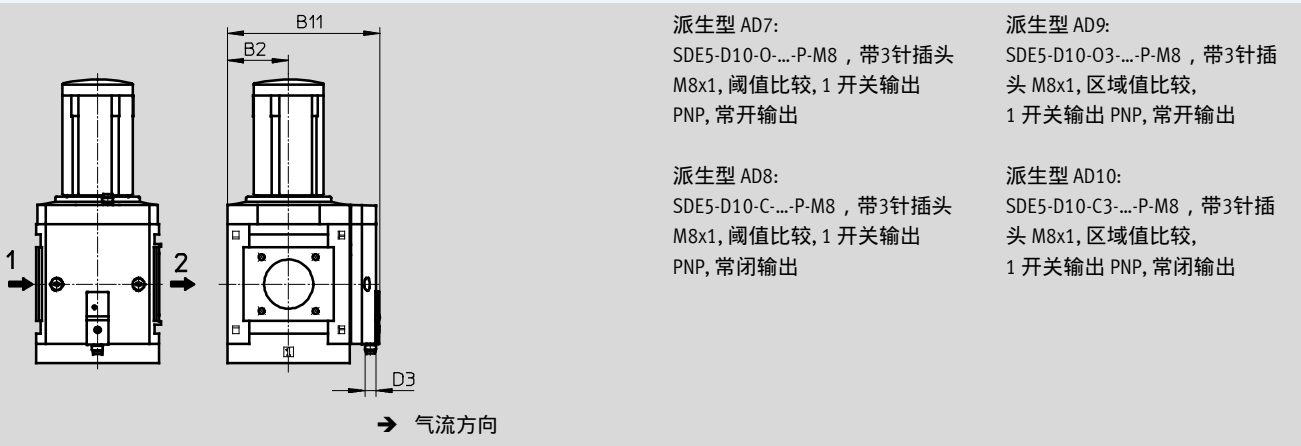 B11
B2
1
2
1
D3
→ 气流方向
派生型 AD7:
SDE5-D10-O-...-P-M8，带3针插头
M8x1, 阈值比较, 1 开关输出
PNP, 常开输出
派生型 AD8:
SDE5-D10-C-...-P-M8，带3针插头
M8x1, 阈值比较, 1 开关输出
PNP, 常闭输出
派生型 AD9:
SDE5-D10-O3-...-P-M8，带3针插
头 M8x1, 区域值比较,
1 开关输出 PNP, 常开输出
派生型 AD10:
SDE5-D10-C3-...-P-M8，带3针插
头 M8x1, 区域值比较,
1 开关输出 PNP, 常闭输出